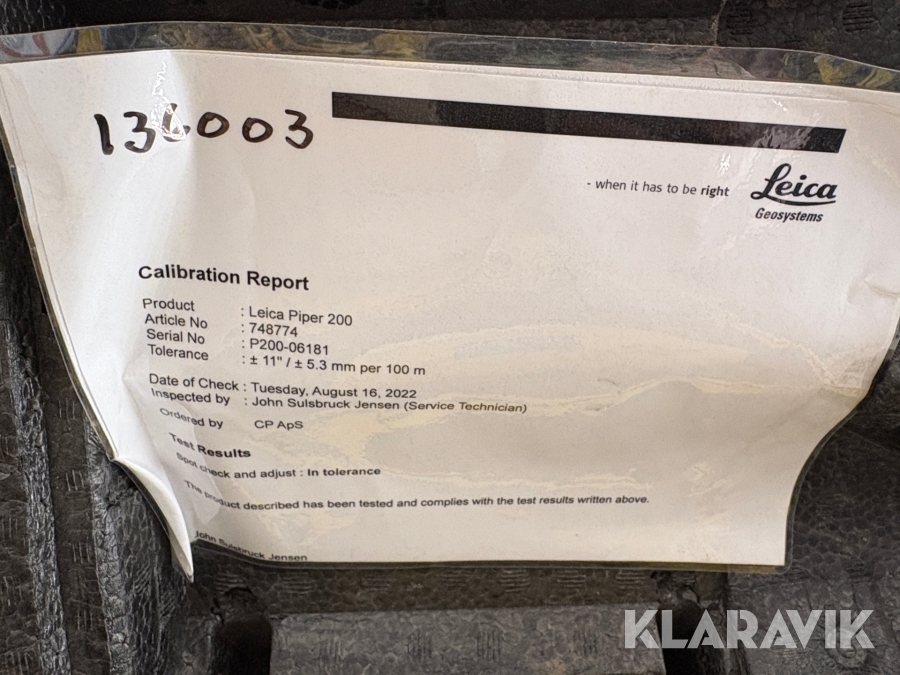 136003
- when it has to be right
Leica
Geosystems
Calibration Report
Product : Leica Piper 200
Article No : 748774
Serial No : P200-06181
Tolerance : ± 11" / ± 5.3 mm per 100 m
Date of Check : Tuesday, August 16, 2022
Inspected by : John Sulsbruck Jensen (Service Technician)
Ordered by CP ApS
Test Results
Spot check and adjust : In tolerance
The product described has been tested and complies with the test results written above.
John Sulsbruck Jensen
KLARAVIK